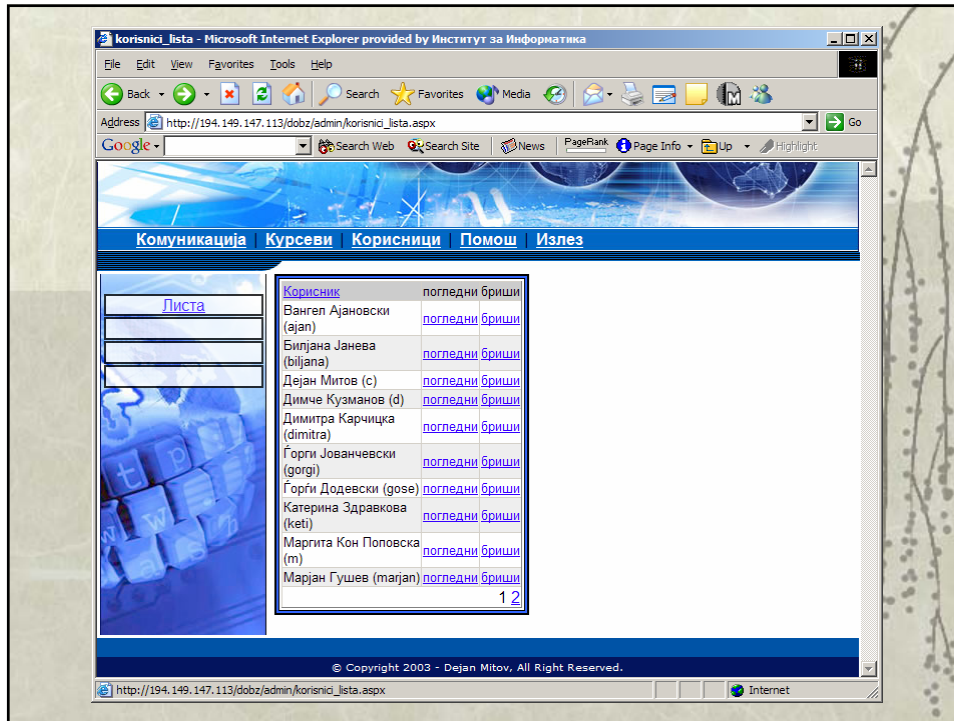 korisnici_lista - Microsoft Internet Explorer provided by Институт за Информатика
File Edit View Favorites Tools Help
Back Search Favorites Media
Address http://194.149.147.113/dobz/admin/korisnici_lista.aspx Go
Google Search Web Search Site News PageRank Page Info Up Highlight
Комуникација | Курсеви | Корисници | Помош | Излез
Листа
Корисник погледни бриши
Вангел Ајановски
(ajan) погледни бриши
Билјана Јанева
(biljana) погледни бриши
Дејан Митов (c) погледни бриши
Димче Кузманов (d) погледни бриши
Димитра Карчицка
(dimitra) погледни бриши
Ѓорги Јованчевски
(gorgi) погледни бриши
Ѓорѓи Додевски (gose) погледни бриши
Катерина Здравкова
(keti) погледни бриши
Маргита Кон Поповска
(m) погледни бриши
Марјан Гушев (marjan) погледни бриши
1 2
© Copyright 2003 - Dejan Mitov, All Right Reserved.
http://194.149.147.113/dobz/admin/korisnici_lista.aspx Internet